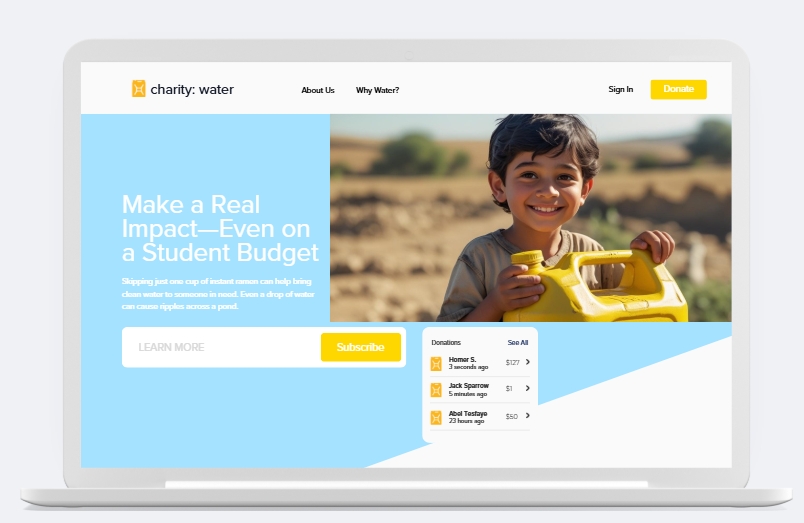 charity: water
About Us
Why Water?
Sign In
Donate
Make a Real
Impact—Even on
a Student Budget
Skipping just one cup of instant ramen can help bring
clean water to someone in need. Even a drop of water
can cause ripples across a pond.
LEARN MORE
Subscribe
Donations
See All
Homer S.
3 seconds ago
$127
Jack Sparrow
5 minutes ago
$1
Abel Tesfaye
23 hours ago
$50